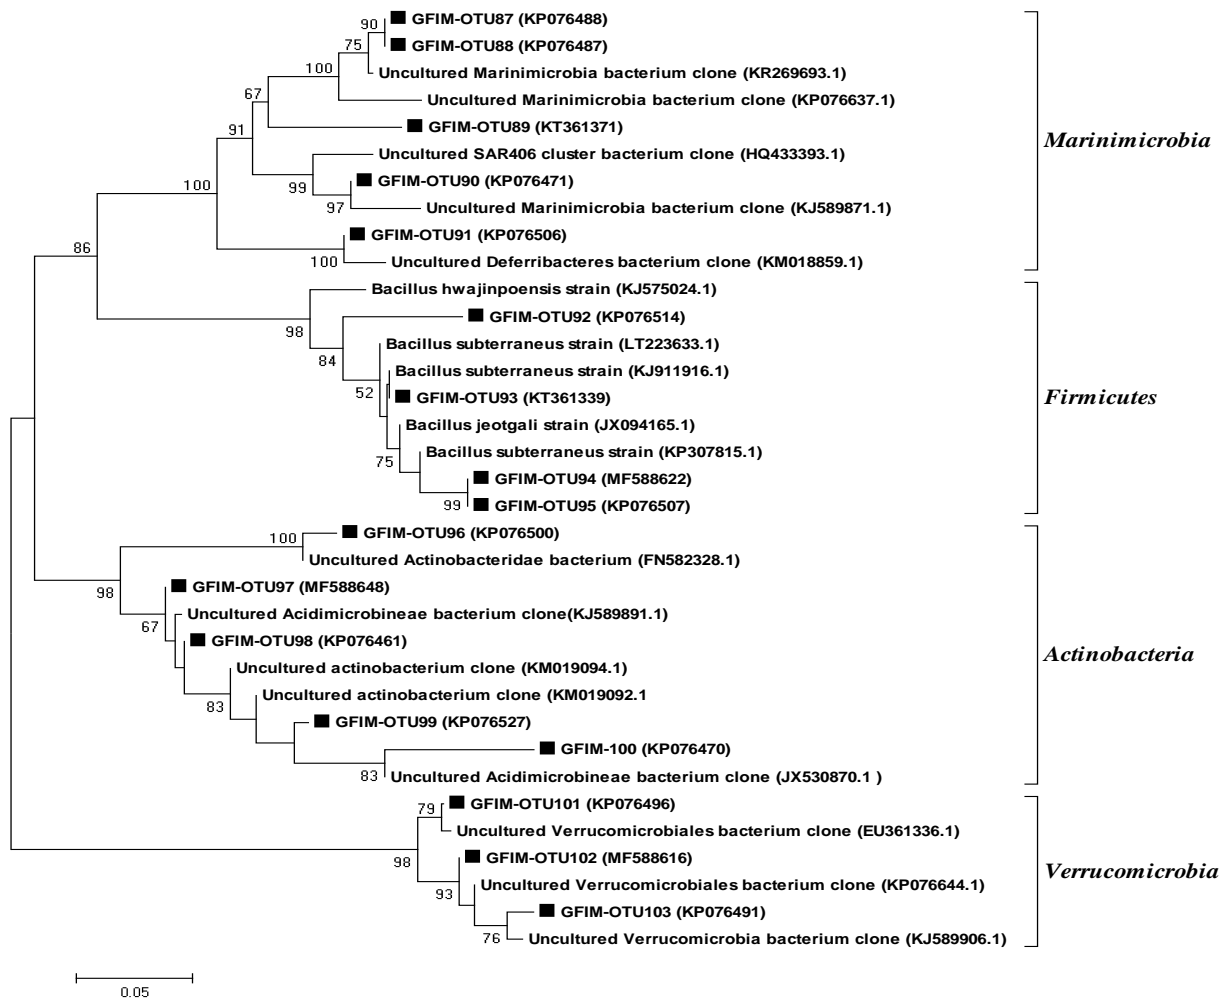 90
GFIM-OTU87 (KP076488)
75
GFIM-OTU88 (KP076487)
100
Uncultured Marinimicrobia bacterium clone (KR269693.1)
67
Uncultured Marinimicrobia bacterium clone (KP076637.1)
91
GFIM-OTU89 (KT361371)
Marinimicrobia
Uncultured SAR406 cluster bacterium clone (HQ433393.1)
100
99
GFIM-OTU90 (KP076471)
97
Uncultured Marinimicrobia bacterium clone (KJ589871.1)
86
GFIM-OTU91 (KP076506)
100
Uncultured Deferribacteres bacterium clone (KM018859.1)
Bacillus hwajinpoensis strain (KJ575024.1)
98
GFIM-OTU92 (KP076514)
84
Bacillus subterraneus strain (LT223633.1)
Bacillus subterraneus strain (KJ911916.1)
52
GFIM-OTU93 (KT361339)
Firmicutes
Bacillus jeotgali strain (JX094165.1)
75
Bacillus subterraneus strain (KP307815.1)
GFIM-OTU94 (MF588622)
99
GFIM-OTU95 (KP076507)
100
GFIM-OTU96 (KP076500)
Uncultured Actinobacteridae bacterium (FN582328.1)
98
GFIM-OTU97 (MF588648)
67
Uncultured Acidimicrobineae bacterium clone(KJ589891.1)
GFIM-OTU98 (KP076461)
Actinobacteria
Uncultured actinobacterium clone (KM019094.1)
83
Uncultured actinobacterium clone (KM019092.1
GFIM-OTU99 (KP076527)
GFIM-100 (KP076470)
83
Uncultured Acidimicrobineae bacterium clone (JX530870.1 )
79
GFIM-OTU101 (KP076496)
Uncultured Verrucomicrobiales bacterium clone (EU361336.1)
98
GFIM-OTU102 (MF588616)
Verrucomicrobia
93
Uncultured Verrucomicrobiales bacterium clone (KP076644.1)
GFIM-OTU103 (KP076491)
76
Uncultured Verrucomicrobia bacterium clone (KJ589906.1)
0.05